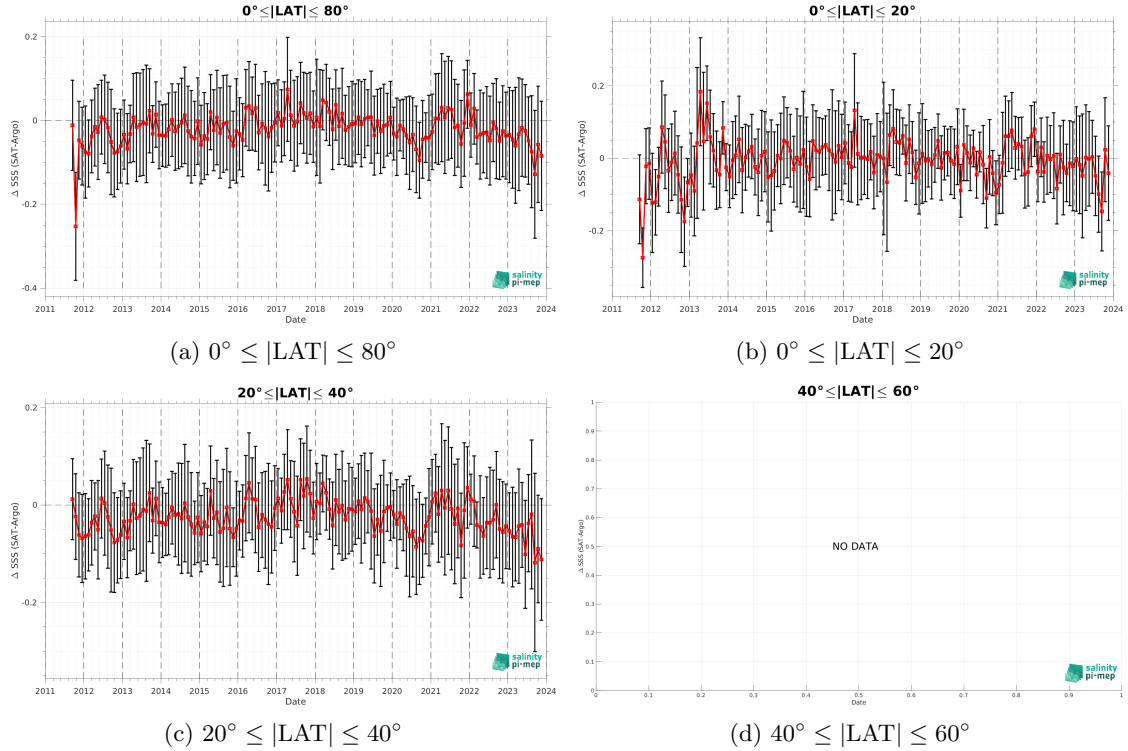 0°≤|LAT|≤ 80°
0.2
0
-0.2
-0.4
Δ SSS (SAT-Argo)
2011 2012 2013 2014 2015 2016 2017 2018 2019 2020 2021 2022 2023 2024
Date
salinity
pi-mep
(a) 0° ≤ |LAT| ≤ 80°
0°≤|LAT|≤ 20°
0.2
0
-0.2
Δ SSS (SAT-Argo)
2011 2012 2013 2014 2015 2016 2017 2018 2019 2020 2021 2022 2023 2024
Date
salinity
pi-mep
(b) 0° ≤ |LAT| ≤ 20°
20°≤|LAT|≤ 40°
0.2
0
-0.2
Δ SSS (SAT-Argo)
2011 2012 2013 2014 2015 2016 2017 2018 2019 2020 2021 2022 2023 2024
Date
salinity
pi-mep
(c) 20° ≤ |LAT| ≤ 40°
40°≤|LAT|≤ 60°
1
0.9
0.8
0.7
0.6
0.5
0.4
0.3
0.2
0.1
0
Δ SSS (SAT-Argo)
NO DATA
0 0.1 0.2 0.3 0.4 0.5 0.6 0.7 0.8 0.9 1
Date
salinity
pi-mep
(d) 40° ≤ |LAT| ≤ 60°